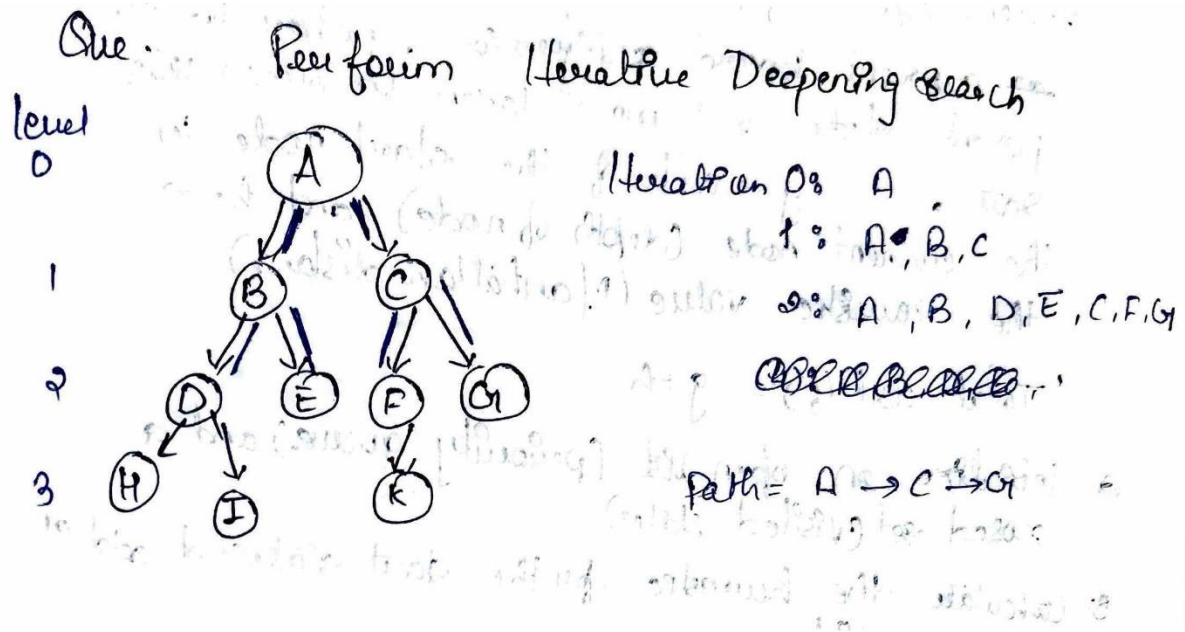 Que. Perform Iterative Deepening search
level
0
A
Iteration 0: A
1: A, B, C
1
B
C
2: A, B, D, E, C, F, G
2
D
E
F
G
3
H
I
K
Path = A → C → G